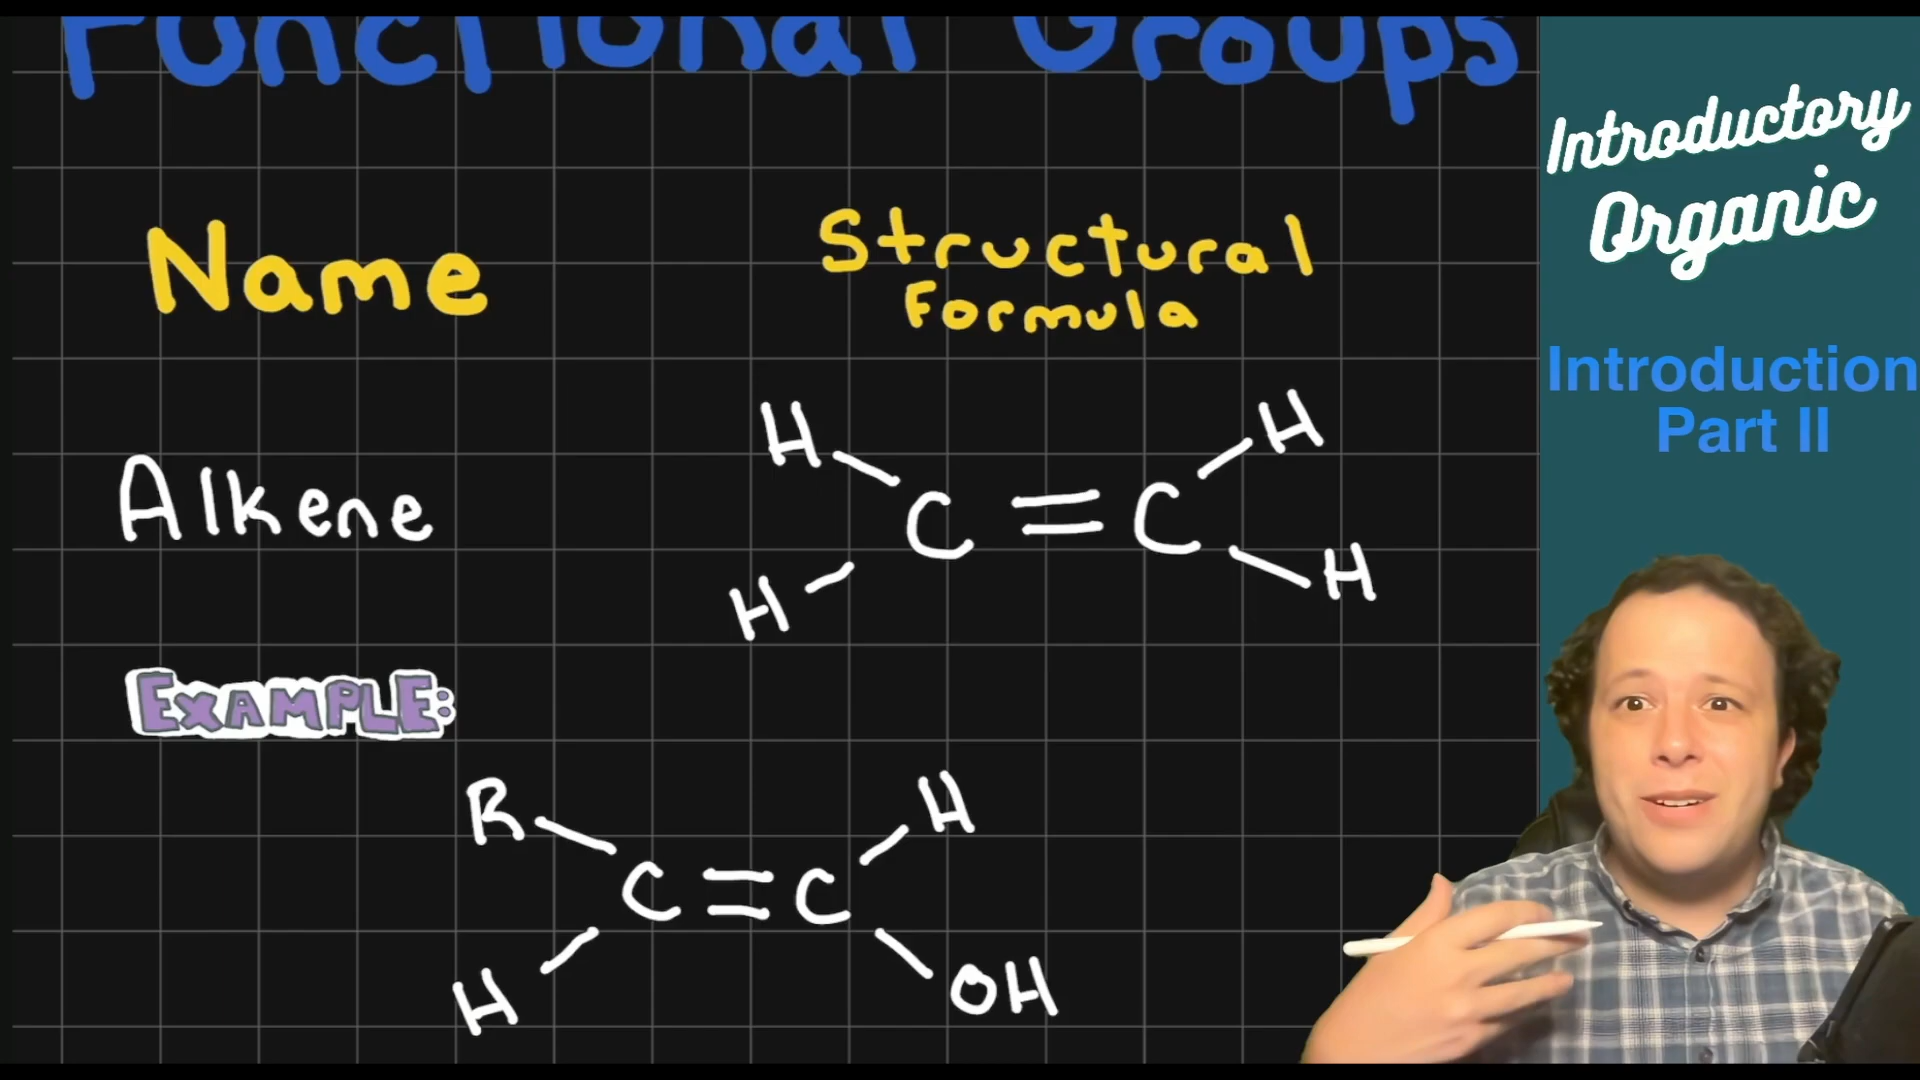 Functional Groups
Introductory
Organic
Introduction
Part II
Name
Structural
Formula
Alkene
H
H
C = C
H
H
EXAMPLE:
R
H
C = C
H
OH